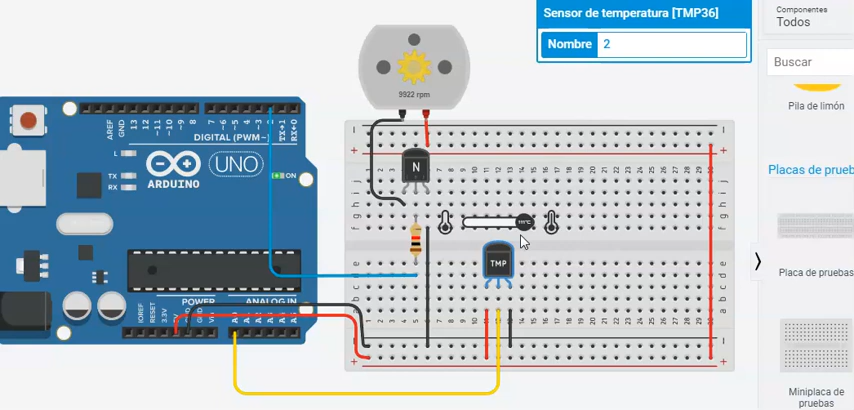 Sensor de temperatura [TMP36]
Nombre 2
Componentes
Todos
Buscar
Pila de limón
Placas de prueb
Placa de pruebas
Miniplaca de
pruebas
9922 rpm
AREF
GND
13
12
~11
~10
~9
8
7
~6
~5
4
~3
2
TX→1
RX←0
DIGITAL (PWM~)
L
TX
RX
UNO
ARDUINO
ON
IOREF
RESET
3.3V
5V
GND
POWER
ANALOG IN
A0
A1
A2
A3
A4
A5
N
TMP